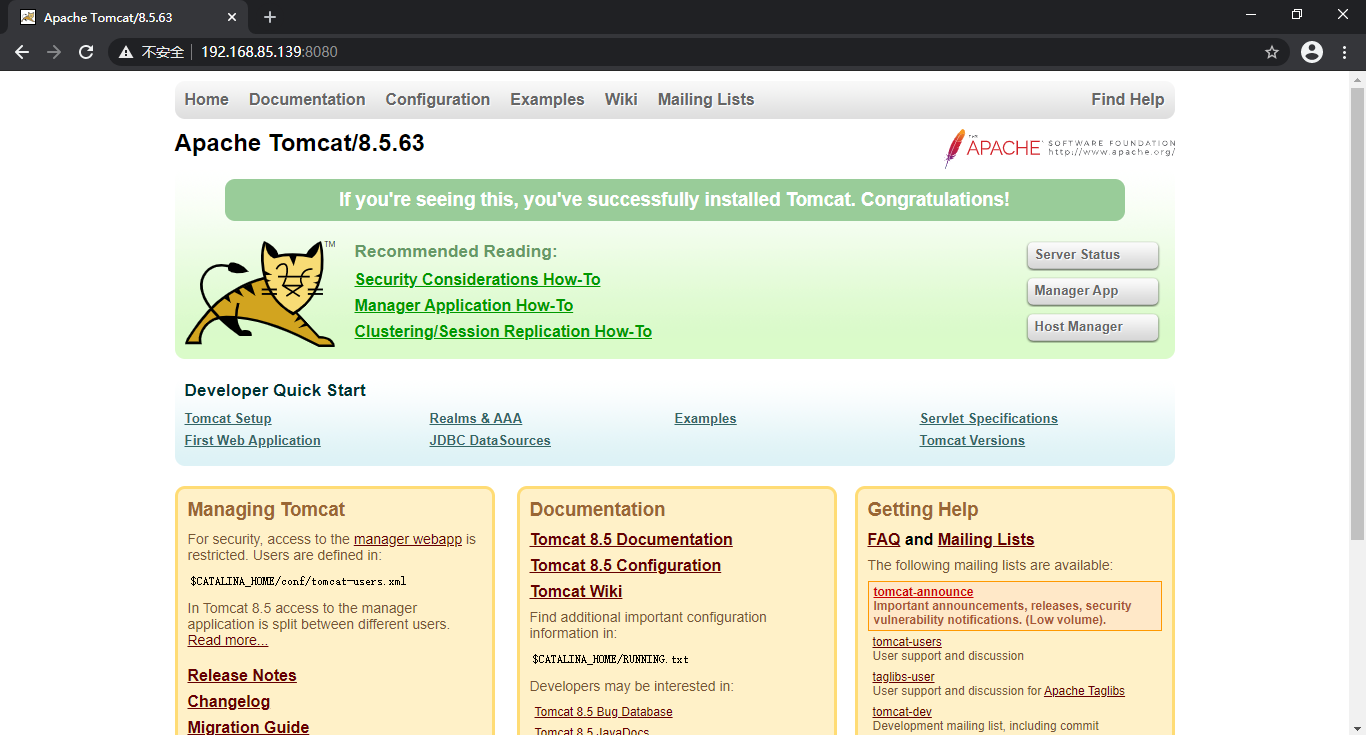 Apache Tomcat/8.5.63
不安全 192.168.85.139:8080
Home Documentation Configuration Examples Wiki Mailing Lists Find Help
Apache Tomcat/8.5.63
THE APACHE SOFTWARE FOUNDATION
http://www.apache.org/
If you're seeing this, you've successfully installed Tomcat. Congratulations!
TM
Recommended Reading:
Security Considerations How-To
Manager Application How-To
Clustering/Session Replication How-To
Server Status
Manager App
Host Manager
Developer Quick Start
Tomcat Setup
First Web Application
Realms & AAA
JDBC DataSources
Examples
Servlet Specifications
Tomcat Versions
Managing Tomcat
For security, access to the manager webapp is
restricted. Users are defined in:
$CATALINA_HOME/conf/tomcat-users.xml
In Tomcat 8.5 access to the manager
application is split between different users.
Read more...
Release Notes
Changelog
Migration Guide
Documentation
Tomcat 8.5 Documentation
Tomcat 8.5 Configuration
Tomcat Wiki
Find additional important configuration
information in:
$CATALINA_HOME/RUNNING.txt
Developers may be interested in:
Tomcat 8.5 Bug Database
Tomcat 8.5 JavaDocs
Getting Help
FAQ and Mailing Lists
The following mailing lists are available:
tomcat-announce
Important announcements, releases, security
vulnerability notifications. (Low volume).
tomcat-users
User support and discussion
taglibs-user
User support and discussion for Apache Taglibs
tomcat-dev
Development mailing list, including commit